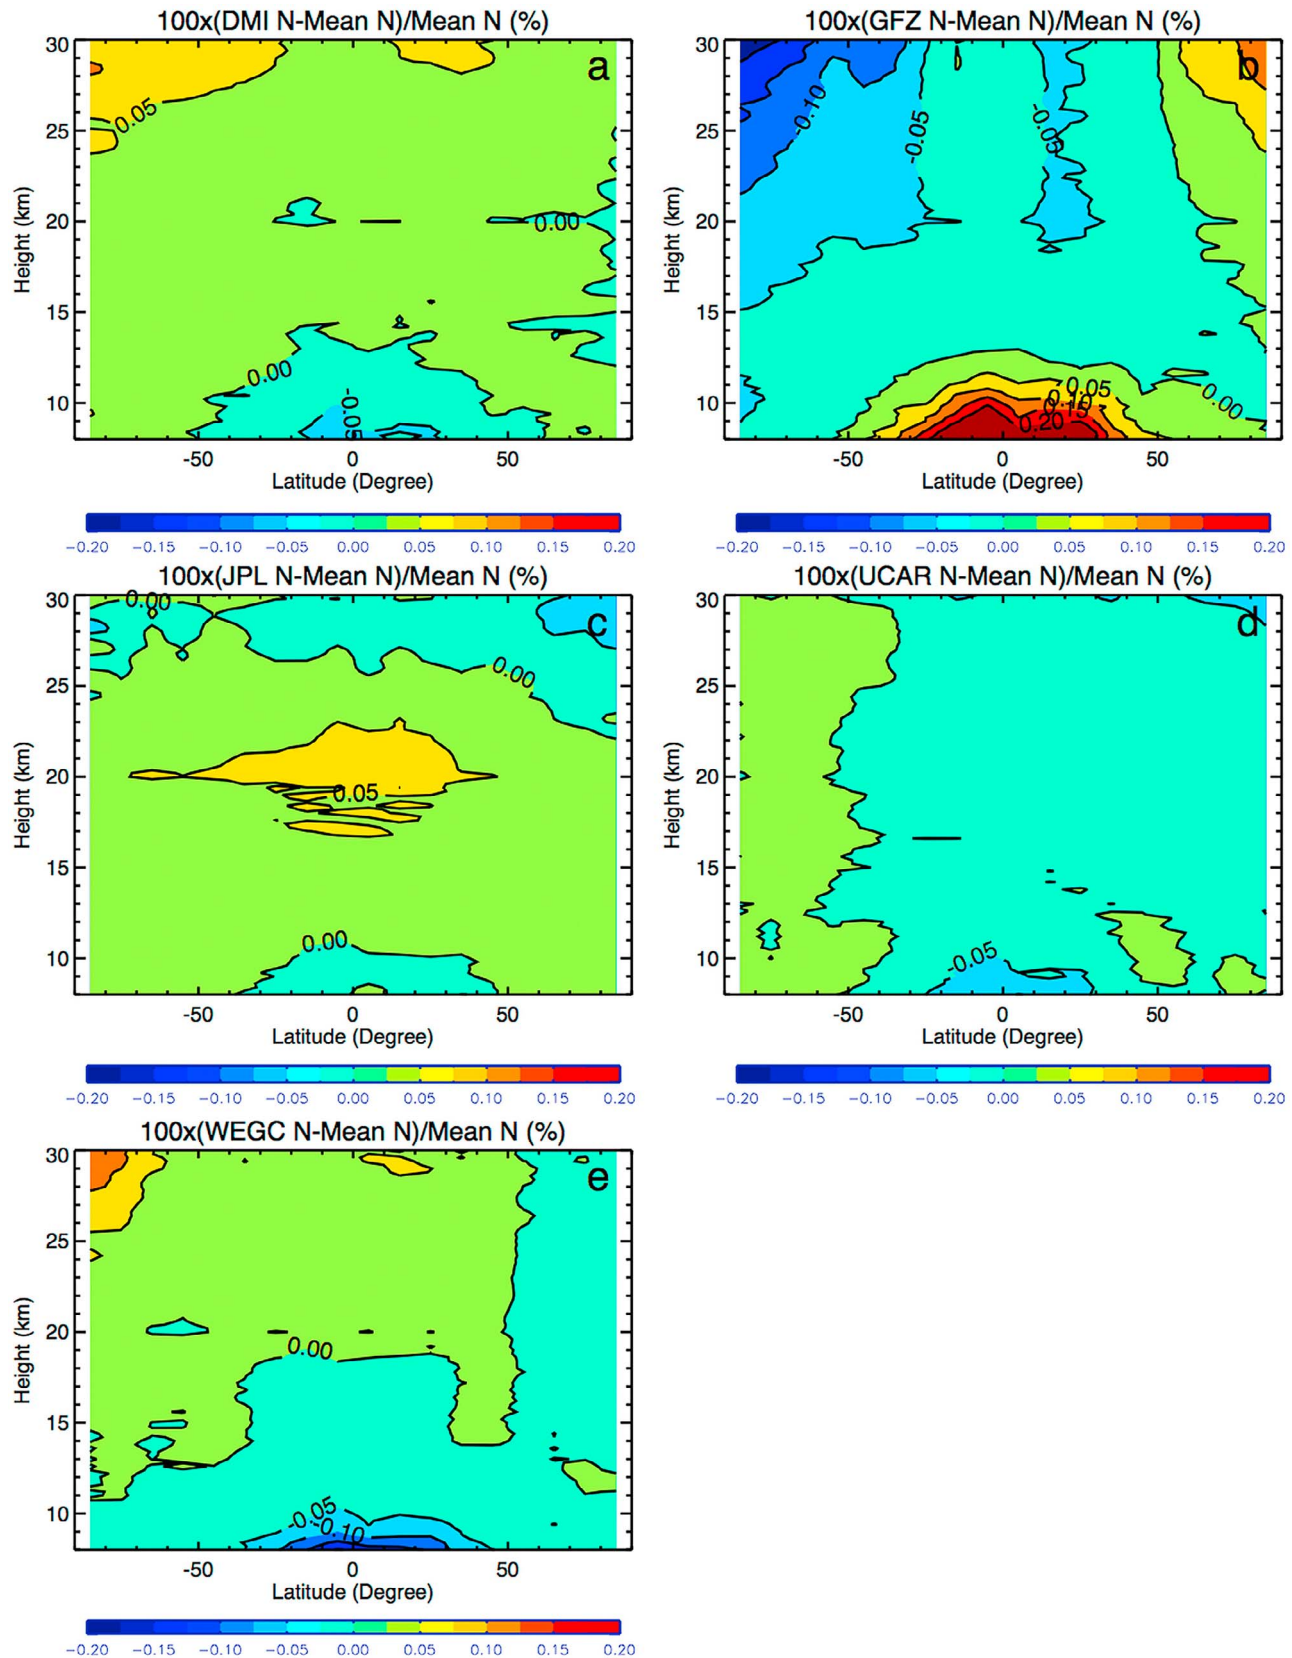 100x(DMI N-Mean N)/Mean N (%)
a
30
25
20
15
10
Height (km)
0.05
0.00
0.00
-0.05
-50 0 50
Latitude (Degree)
−0.20 −0.15 −0.10 −0.05 0.00 0.05 0.10 0.15 0.20
100x(GFZ N-Mean N)/Mean N (%)
b
30
25
20
15
10
Height (km)
-0.10
-0.05
-0.05
0.05
0.10
0.15
0.20
0.00
-50 0 50
Latitude (Degree)
−0.20 −0.15 −0.10 −0.05 0.00 0.05 0.10 0.15 0.20
100x(JPL N-Mean N)/Mean N (%)
c
30
25
20
15
10
Height (km)
0.00
0.00
0.05
0.00
-50 0 50
Latitude (Degree)
−0.20 −0.15 −0.10 −0.05 0.00 0.05 0.10 0.15 0.20
100x(UCAR N-Mean N)/Mean N (%)
d
30
25
20
15
10
Height (km)
-0.05
-50 0 50
Latitude (Degree)
−0.20 −0.15 −0.10 −0.05 0.00 0.05 0.10 0.15 0.20
100x(WEGC N-Mean N)/Mean N (%)
e
30
25
20
15
10
Height (km)
0.00
-0.05
-0.10
-50 0 50
Latitude (Degree)
−0.20 −0.15 −0.10 −0.05 0.00 0.05 0.10 0.15 0.20